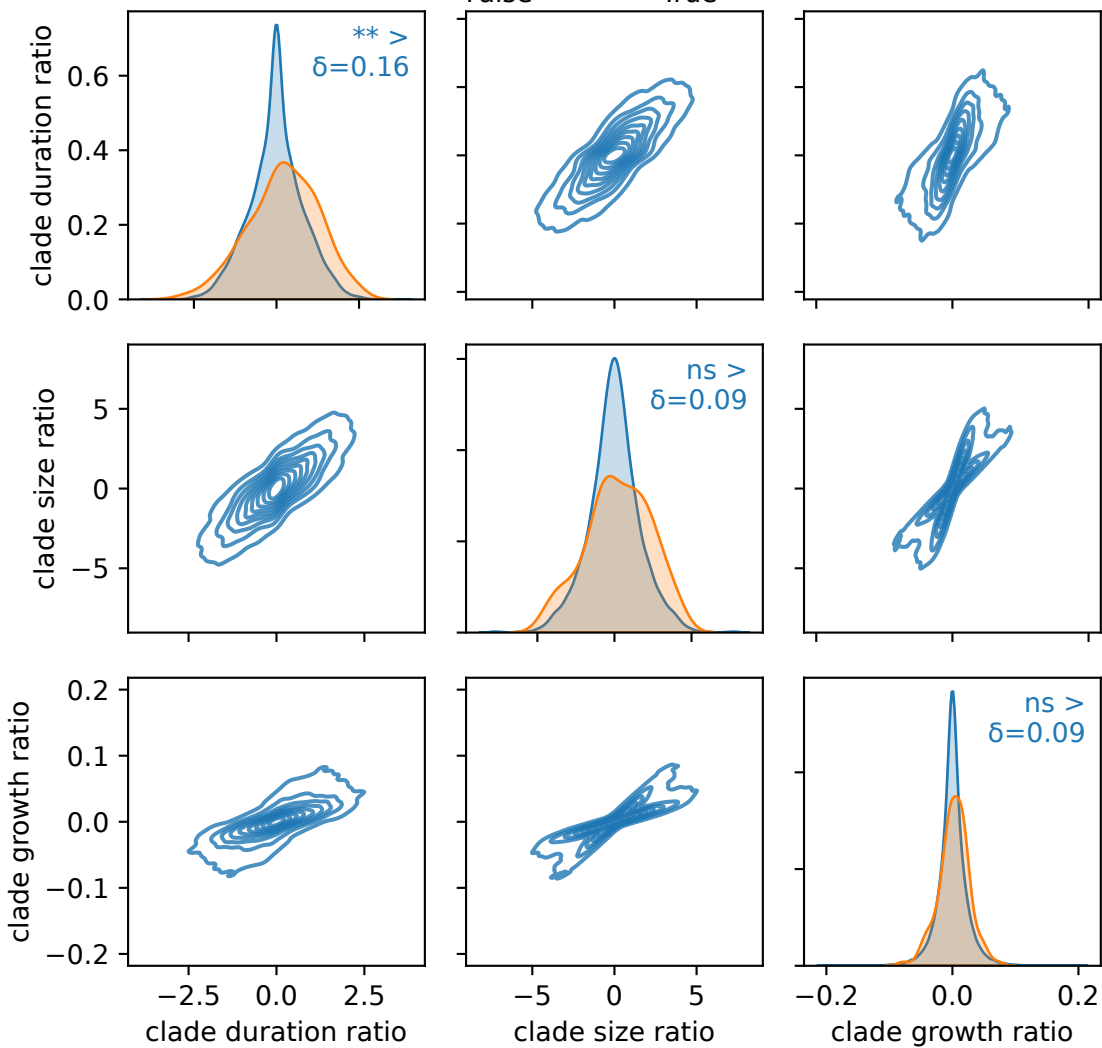 False True
clade duration ratio
0.6
0.4
0.2
0.0
** >
δ=0.16
clade size ratio
5
0
−5
ns >
δ=0.09
clade growth ratio
0.2
0.1
0.0
−0.1
−0.2
ns >
δ=0.09
−2.5 0.0 2.5
−5 0 5
−0.2 0.0 0.2
clade duration ratio
clade size ratio
clade growth ratio